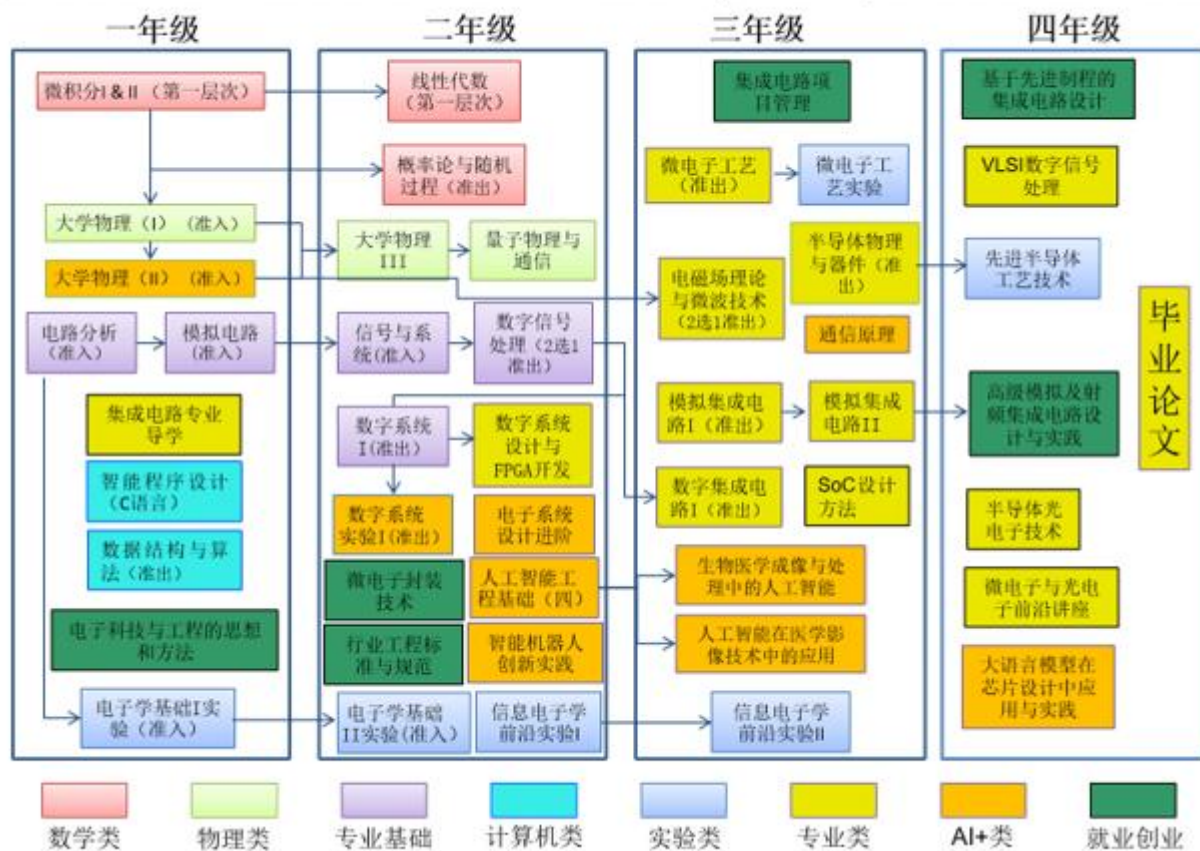 一年级
二年级
三年级
四年级
微积分I＆II（第一层次）
大学物理（I）（准入）
大学物理（II）（准入）
电路分析
(准入)
模拟电路
(准入)
集成电路专业
导学
智能程序设计
(C语言)
数据结构与算
法(准出)
电子科技与工程的思想
和方法
电子学基础I实
验（准入）
线性代数
(第一层次)
概率论与随机
过程(准出)
大学物理
III
量子物理与
通信
信号与系
统(准入)
数字信号
处理（2选1
准出)
数字系统
I(准出)
数字系统
设计与
FPGA开发
数字系统
实验I(准出)
电子系统
设计进阶
微电子封装
技术
人工智能工
程基础（四）
行业工程标
准与规范
智能机器人
创新实践
电子学基础
II实验(准入)
信息电子学
前沿实验I
集成电路项
目管理
微电子工艺
(准出)
微电子工
艺实验
电磁场理论
与微波技术
(2选1准出)
半导体物理
与器件（准
出）
通信原理
模拟集成电
路I（准出）
模拟集成
电路II
数字集成电
路I（准出）
SoC设计
方法
生物医学成像与处
理中的人工智能
人工智能在医学影
像技术中的应用
信息电子学
前沿实验II
基于先进制程的
集成电路设计
VLSI数字信号
处理
先进半导体
工艺技术
高级模拟及射
频集成电路设
计与实践
半导体光
电子技术
微电子与光电
子前沿讲座
大语言模型在
芯片设计中应
用与实践
毕业论文
数学类
物理类
专业基础
计算机类
实验类
专业类
AI+类
就业创业